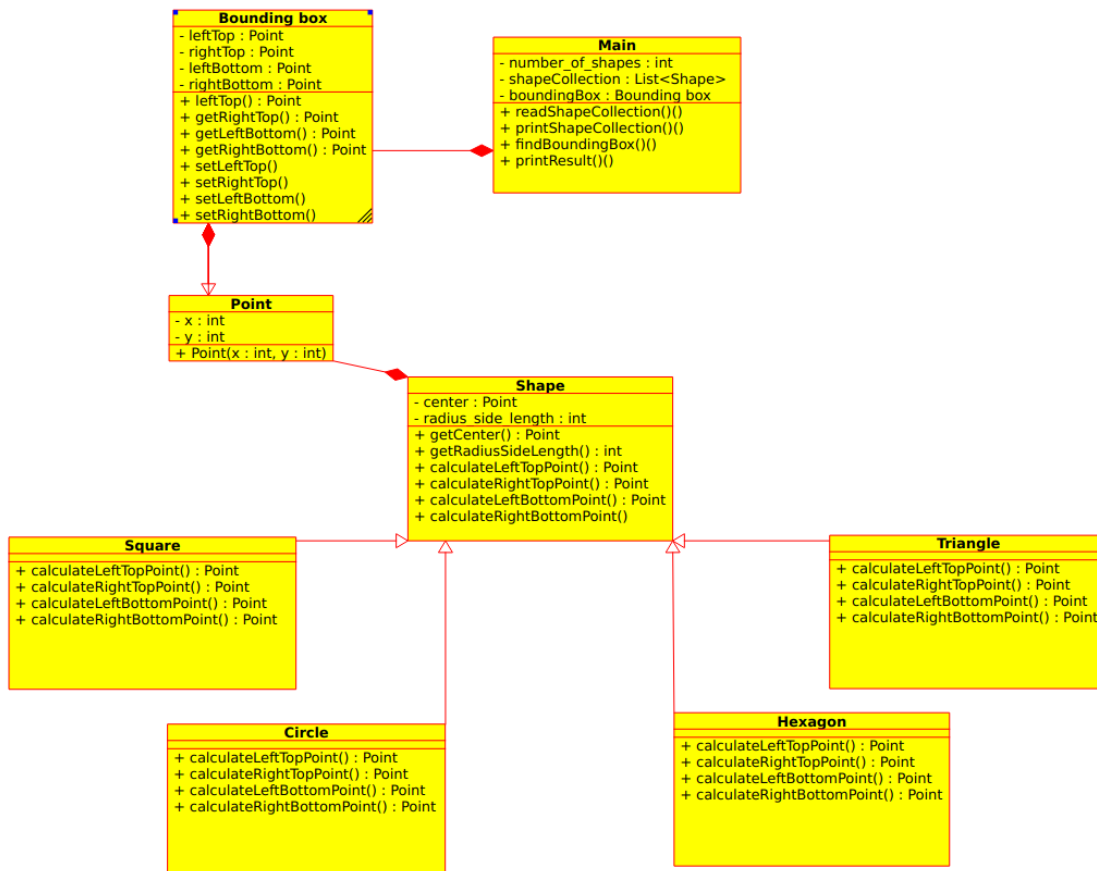 Bounding box
- leftTop : Point
- rightTop : Point
- leftBottom : Point
- rightBottom : Point
+ leftTop() : Point
+ getRightTop() : Point
+ getLeftBottom() : Point
+ getRightBottom() : Point
+ setLeftTop()
+ setRightTop()
+ setLeftBottom()
+ setRightBottom()
Main
- number_of_shapes : int
- shapeCollection : List<Shape>
- boundingBox : Bounding box
+ readShapeCollection()()
+ printShapeCollection()()
+ findBoundingBox()()
+ printResult()()
Point
- x : int
- y : int
+ Point(x : int, y : int)
Shape
- center : Point
- radius_side_length : int
+ getCenter() : Point
+ getRadiusSideLength() : int
+ calculateLeftTopPoint() : Point
+ calculateRightTopPoint() : Point
+ calculateLeftBottomPoint() : Point
+ calculateRightBottomPoint()
Square
+ calculateLeftTopPoint() : Point
+ calculateRightTopPoint() : Point
+ calculateLeftBottomPoint() : Point
+ calculateRightBottomPoint() : Point
Triangle
+ calculateLeftTopPoint() : Point
+ calculateRightTopPoint() : Point
+ calculateLeftBottomPoint() : Point
+ calculateRightBottomPoint() : Point
Circle
+ calculateLeftTopPoint() : Point
+ calculateRightTopPoint() : Point
+ calculateLeftBottomPoint() : Point
+ calculateRightBottomPoint() : Point
Hexagon
+ calculateLeftTopPoint() : Point
+ calculateRightTopPoint() : Point
+ calculateLeftBottomPoint() : Point
+ calculateRightBottomPoint() : Point